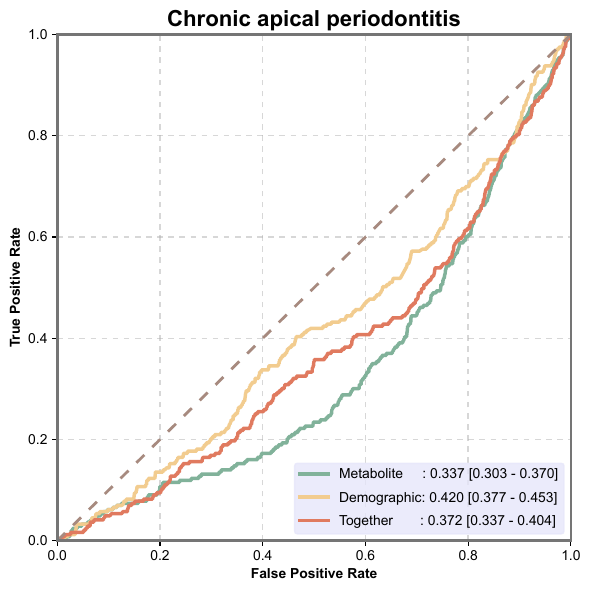 Chronic apical periodontitis
1.0
0.8
0.6
0.4
0.2
0.0
True Positive Rate
Metabolite : 0.337 [0.303 - 0.370]
Demographic: 0.420 [0.377 - 0.453]
Together : 0.372 [0.337 - 0.404]
0.0 0.2 0.4 0.6 0.8 1.0
False Positive Rate